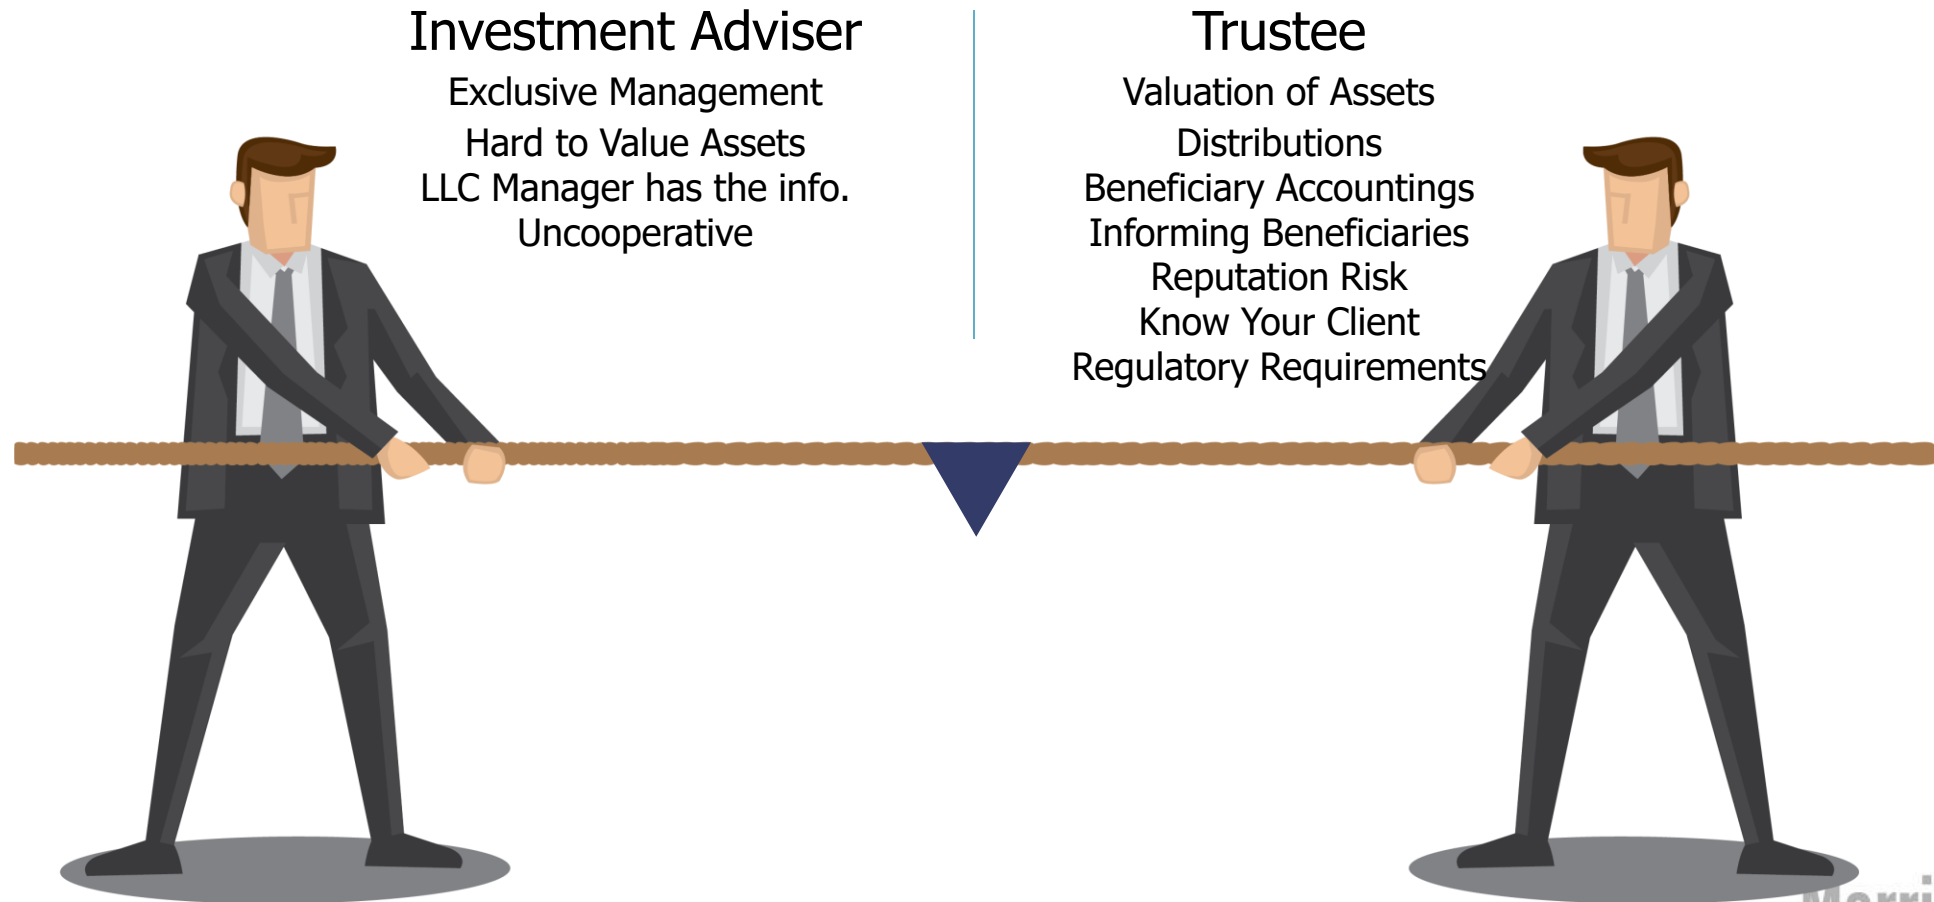 Investment Adviser
Exclusive Management
Hard to Value Assets
LLC Manager has the info.
Uncooperative
Trustee
Valuation of Assets
Distributions
Beneficiary Accountings
Informing Beneficiaries
Reputation Risk
Know Your Client
Regulatory Requirements